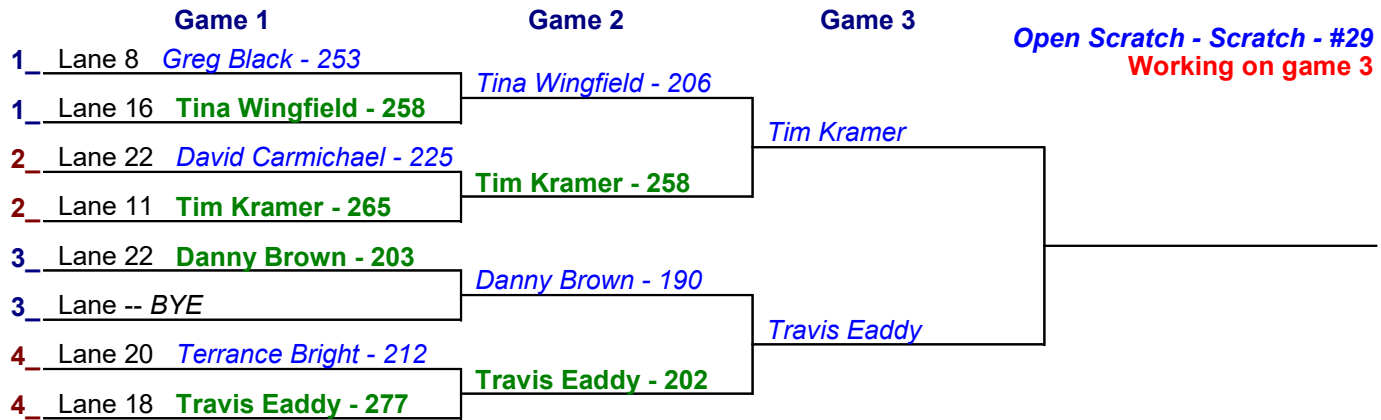 Game 1 Game 2 Game 3
Open Scratch - Scratch - #29
Working on game 3
1_ Lane 8 Greg Black - 253
Tina Wingfield - 206
1_ Lane 16 Tina Wingfield - 258
Tim Kramer
2_ Lane 22 David Carmichael - 225
Tim Kramer - 258
2_ Lane 11 Tim Kramer - 265
3_ Lane 22 Danny Brown - 203
Danny Brown - 190
3_ Lane -- BYE
Travis Eaddy
4_ Lane 20 Terrance Bright - 212
Travis Eaddy - 202
4_ Lane 18 Travis Eaddy - 277